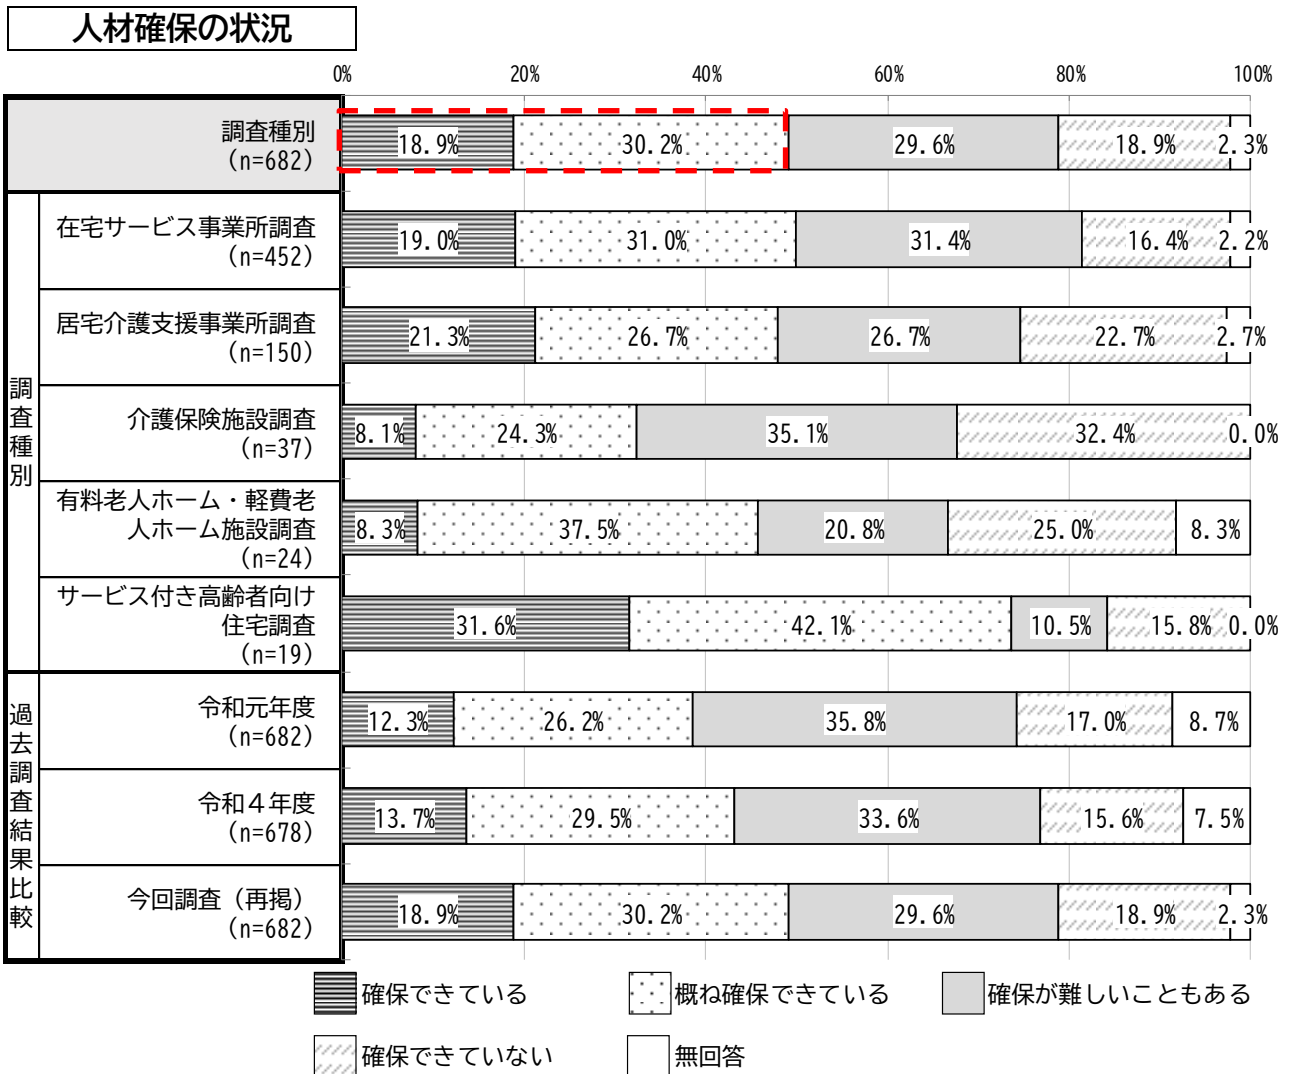 人材確保の状況
0%
20%
40%
60%
80%
100%
調査種別
(n=682)
18.9%
30.2%
29.6%
18.9%
2.3%
調査種別
在宅サービス事業所調査
(n=452)
19.0%
31.0%
31.4%
16.4%
2.2%
居宅介護支援事業所調査
(n=150)
21.3%
26.7%
26.7%
22.7%
2.7%
介護保険施設調査
(n=37)
8.1%
24.3%
35.1%
32.4%
0.0%
有料老人ホーム・軽費老
人ホーム施設調査
(n=24)
8.3%
37.5%
20.8%
25.0%
8.3%
サービス付き高齢者向け
住宅調査
(n=19)
31.6%
42.1%
10.5%
15.8%
0.0%
過去調査結果比較
令和元年度
(n=682)
12.3%
26.2%
35.8%
17.0%
8.7%
令和４年度
(n=678)
13.7%
29.5%
33.6%
15.6%
7.5%
今回調査（再掲）
(n=682)
18.9%
30.2%
29.6%
18.9%
2.3%
確保できている
概ね確保できている
確保が難しいこともある
確保できていない
無回答